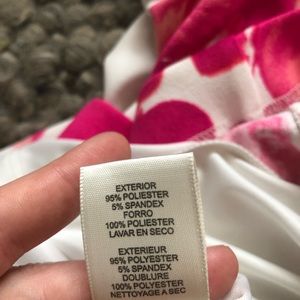 EXTERIOR
95% POLIESTER
5% SPANDEX
FORRO
100% POLIESTER
LAVAR EN SECO
EXTERIEUR
95% POLYESTER
5% SPANDEX
DOUBLURE
100% POLYESTER
NETTOYAGE A SEC